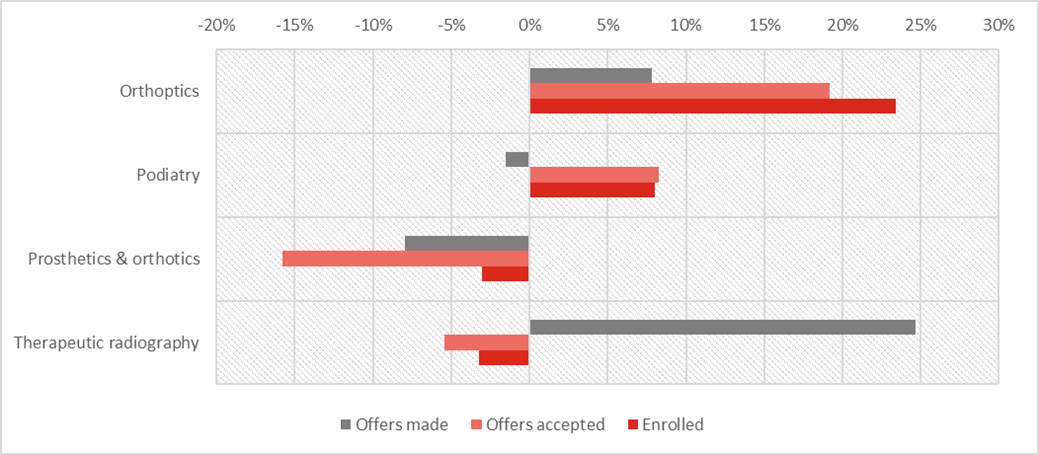 -20% -15% -10% -5% 0% 5% 10% 15% 20% 25% 30%
Orthoptics
Podiatry
Prosthetics & orthotics
Therapeutic radiography
Offers made Offers accepted Enrolled